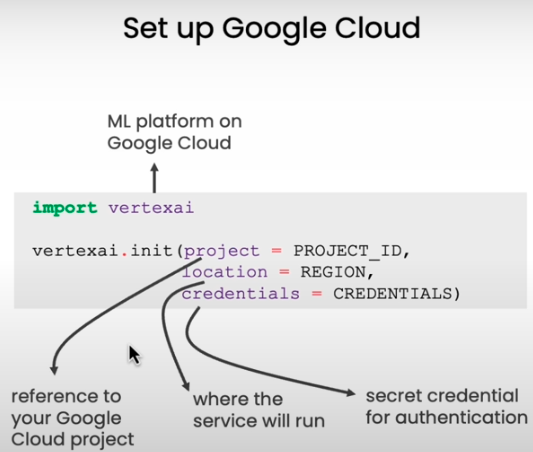 Set up Google Cloud
ML platform on
Google Cloud
import vertexai
vertexai.init(project = PROJECT_ID,
location = REGION,
credentials = CREDENTIALS)
reference to
your Google
Cloud project
where the
service will run
secret credential
for authentication